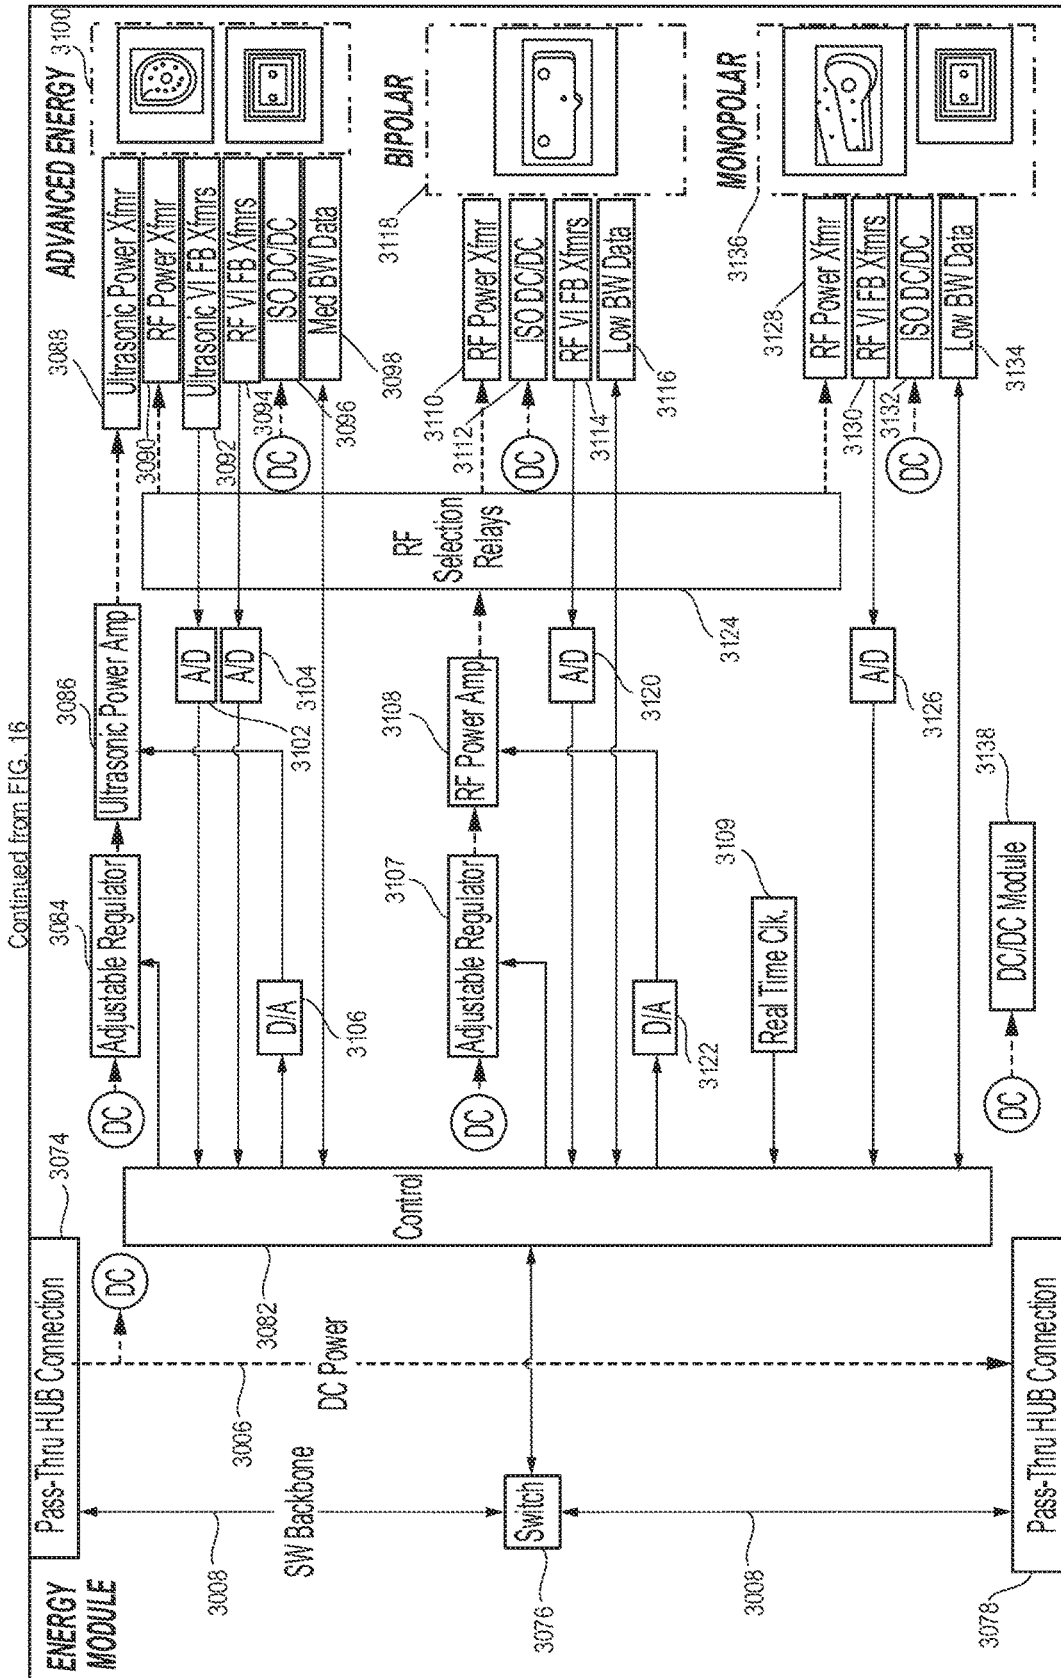 Continued from FIG. 16
ENERGY
MODULE
Pass-Thru HUB Connection
3074
3008
SW Backbone
3006
DC Power
DC
Switch
3076
3008
Pass-Thru HUB Connection
3078
Control
3082
DC
Adjustable Regulator
3084
Ultrasonic Power Amp
3086
D/A
3106
A/D
3102
A/D
3104
DC
Adjustable Regulator
3107
RF Power Amp
3108
D/A
3122
A/D
3120
Real Time Clk.
3109
A/D
3126
DC
DC/DC Module
3138
RF
Selection
Relays
3124
ADVANCED ENERGY
3100
3088
Ultrasonic Power Xfmr
3090
RF Power Xfmr
3092
Ultrasonic VI FB Xfmrs
3094
RF VI FB Xfmrs
DC
3096
ISO DC/DC
3098
Med BW Data
BIPOLAR
3118
3110
RF Power Xfmr
3112
DC
ISO DC/DC
3114
RF VI FB Xfmrs
3116
Low BW Data
MONOPOLAR
3136
3128
RF Power Xfmr
3130
RF VI FB Xfmrs
3132
DC
ISO DC/DC
3134
Low BW Data